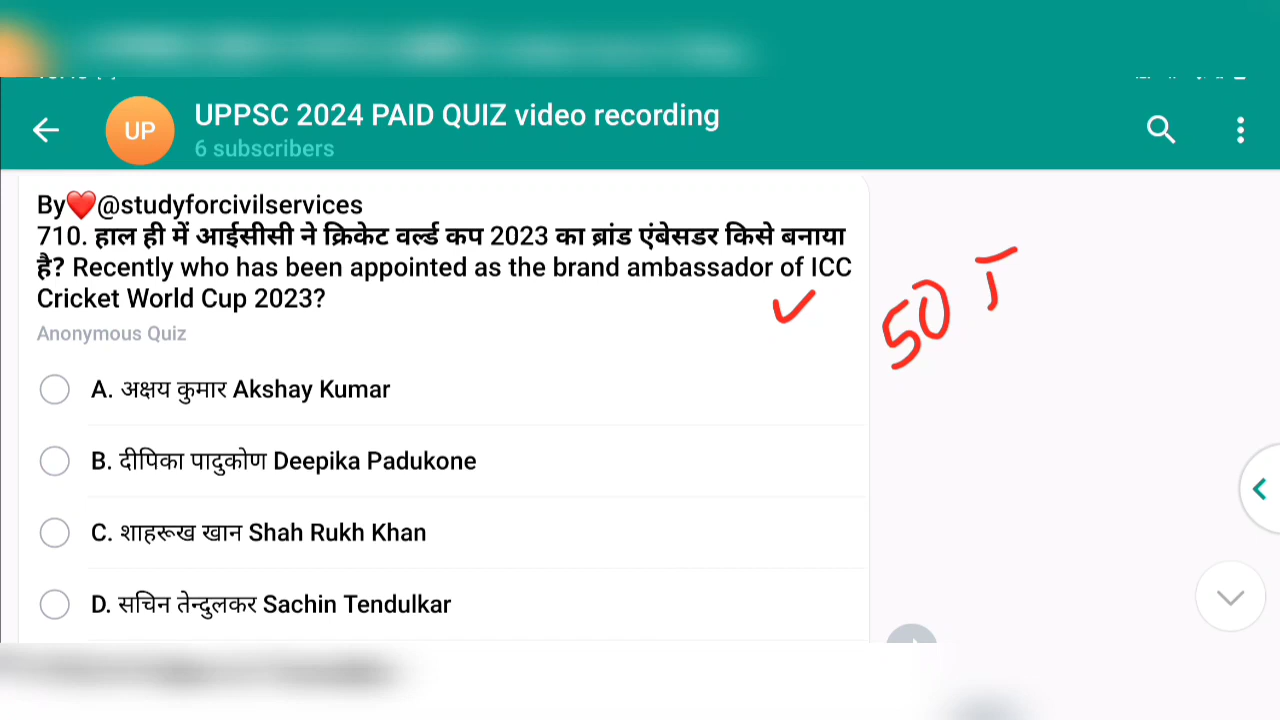 UP
UPPSC 2024 PAID QUIZ video recording
6 subscribers
By❤️@studyforcivilservices
710. हाल ही में आईसीसी ने क्रिकेट वर्ल्ड कप 2023 का ब्रांड एंबेसडर किसे बनाया
है? Recently who has been appointed as the brand ambassador of ICC
Cricket World Cup 2023?
Anonymous Quiz
A. अक्षय कुमार Akshay Kumar
B. दीपिका पादुकोण Deepika Padukone
C. शाहरूख खान Shah Rukh Khan
D. सचिन तेन्दुलकर Sachin Tendulkar
50